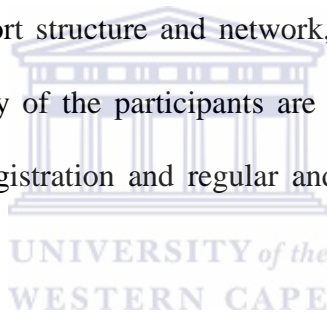 ort structure and network,
y of the participants are
gistration and regular and
UNIVERSITY of the
WESTERN CAPE